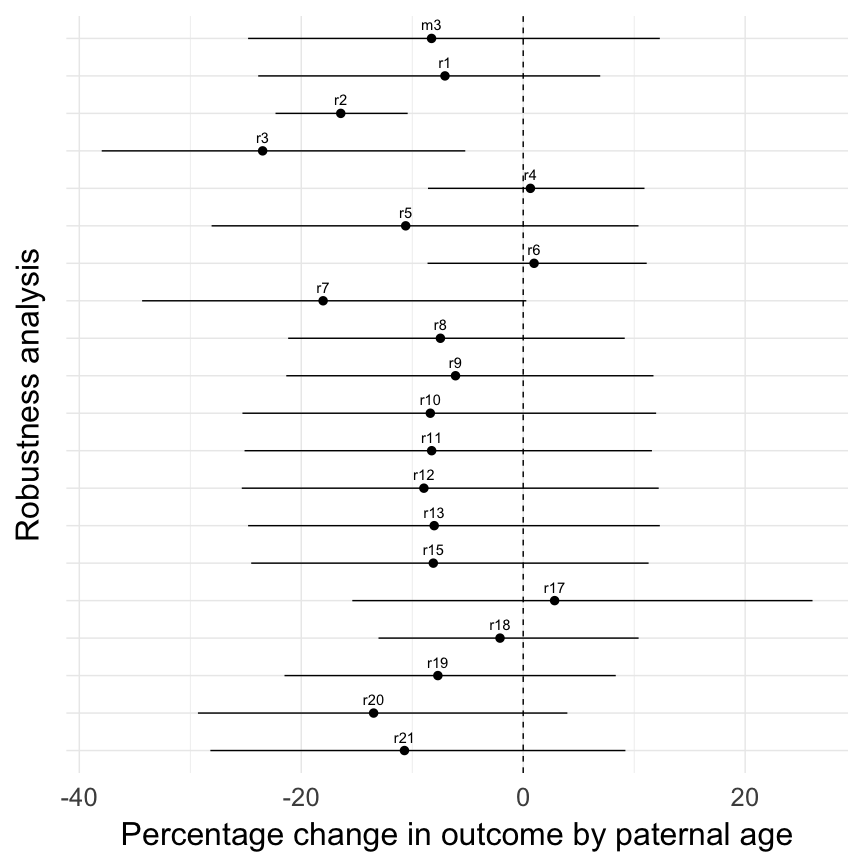 m3
r1
r2
r3
r4
r5
r6
r7
r8
r9
r10
r11
r12
r13
r15
r17
r18
r19
r20
r21
Robustness analysis
-40 -20 0 20
Percentage change in outcome by paternal age